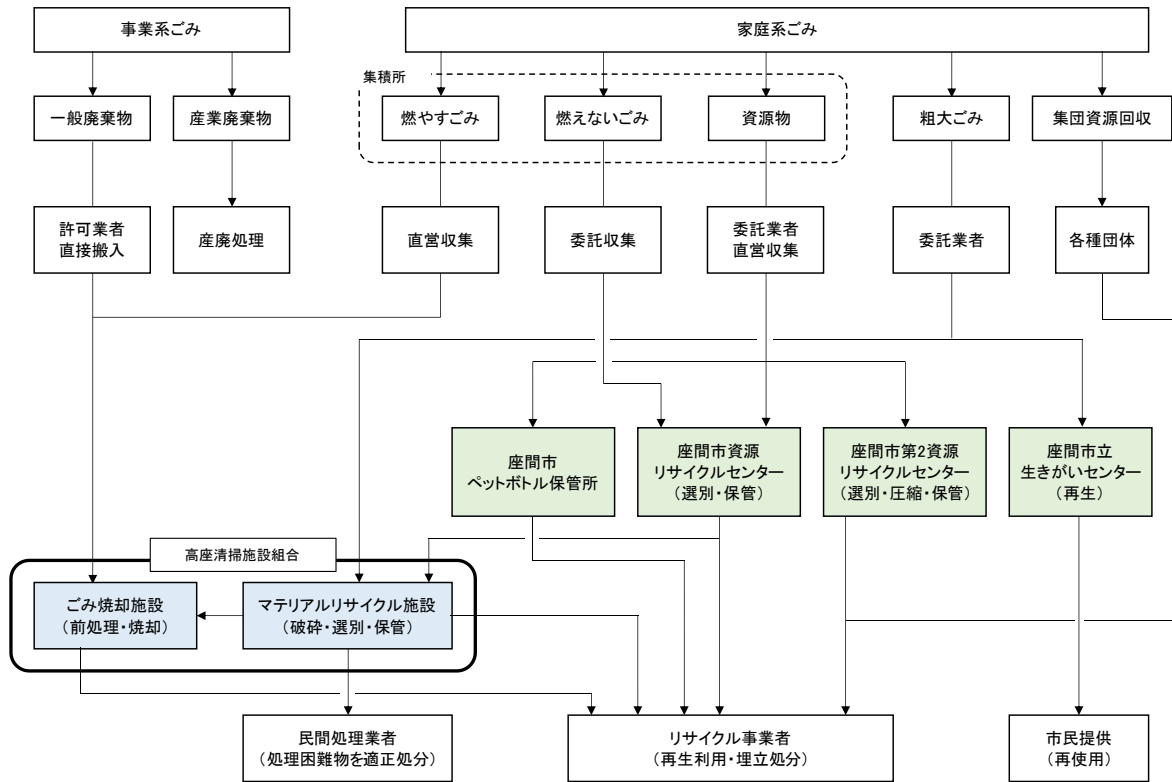 事業系ごみ
家庭系ごみ
集積所
一般廃棄物
産業廃棄物
燃やすごみ
燃えないごみ
資源物
粗大ごみ
集団資源回収
許可業者
直接搬入
産廃処理
直営収集
委託収集
委託業者
直営収集
委託業者
各種団体
座間市
ペットボトル保管所
座間市資源
リサイクルセンター
(選別・保管)
座間市第2資源
リサイクルセンター
(選別・圧縮・保管)
座間市立
生きがいセンター
(再生)
高座清掃施設組合
ごみ焼却施設
(前処理・焼却)
マテリアルリサイクル施設
(破砕・選別・保管)
民間処理業者
(処理困難物を適正処分)
リサイクル事業者
(再生利用・埋立処分)
市民提供
(再使用)